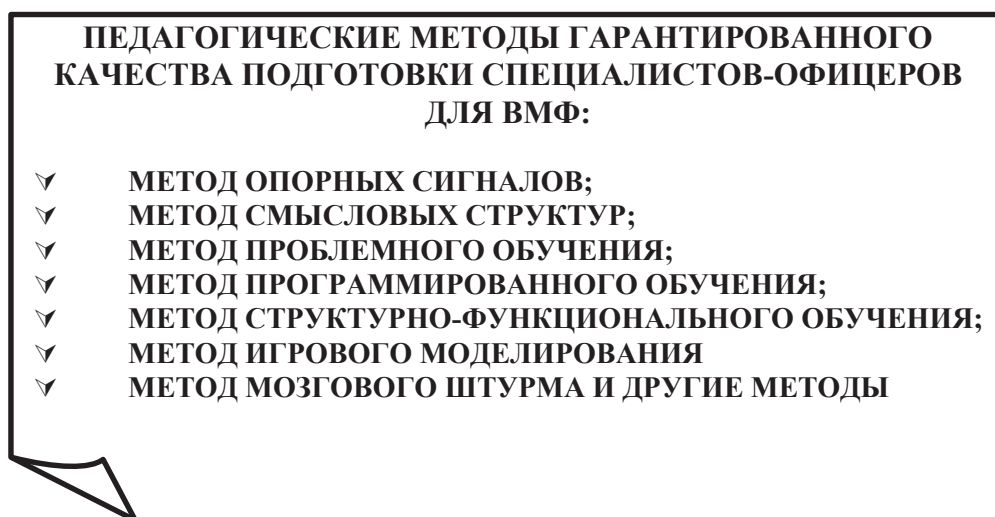 ПЕДАГОГИЧЕСКИЕ МЕТОДЫ ГАРАНТИРОВАННОГО
КАЧЕСТВА ПОДГОТОВКИ СПЕЦИАЛИСТОВ-ОФИЦЕРОВ
ДЛЯ ВМФ:
⮚ МЕТОД ОПОРНЫХ СИГНАЛОВ;
⮚ МЕТОД СМЫСЛОВЫХ СТРУКТУР;
⮚ МЕТОД ПРОБЛЕМНОГО ОБУЧЕНИЯ;
⮚ МЕТОД ПРОГРАММИРОВАННОГО ОБУЧЕНИЯ;
⮚ МЕТОД СТРУКТУРНО-ФУНКЦИОНАЛЬНОГО ОБУЧЕНИЯ;
⮚ МЕТОД ИГРОВОГО МОДЕЛИРОВАНИЯ
⮚ МЕТОД МОЗГОВОГО ШТУРМА И ДРУГИЕ МЕТОДЫ